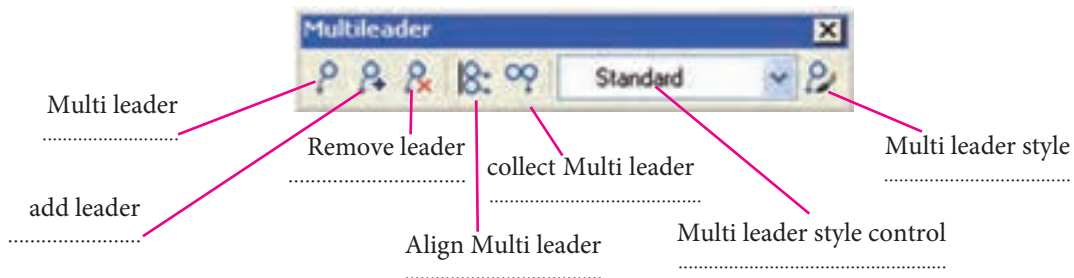 Multileader
Standard
Multi leader
Remove leader
Multi leader style
collect Multi leader
add leader
Align Multi leader
Multi leader style control